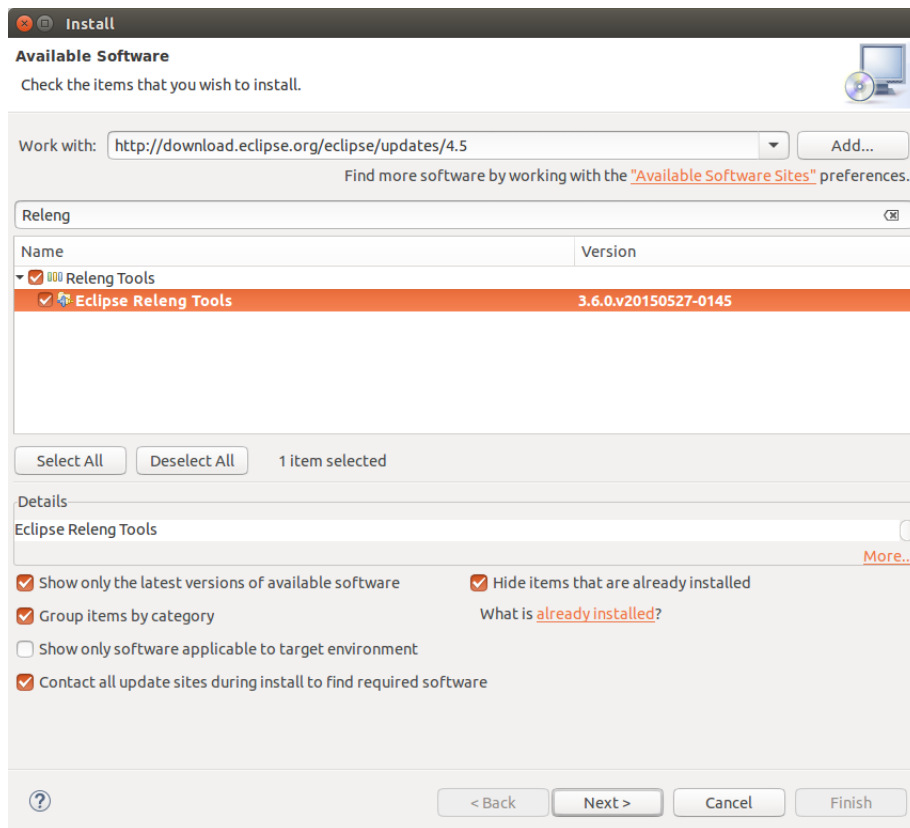 Install
Available Software
Check the items that you wish to install.
Work with: http://download.eclipse.org/eclipse/updates/4.5 Add...
Find more software by working with the "Available Software Sites" preferences.
Releng
Name Version
Releng Tools
Eclipse Releng Tools 3.6.0.v20150527-0145
Select All Deselect All 1 item selected
Details
Eclipse Releng Tools
More..
Show only the latest versions of available software Hide items that are already installed
Group items by category What is already installed?
Show only software applicable to target environment
Contact all update sites during install to find required software
? < Back Next > Cancel Finish